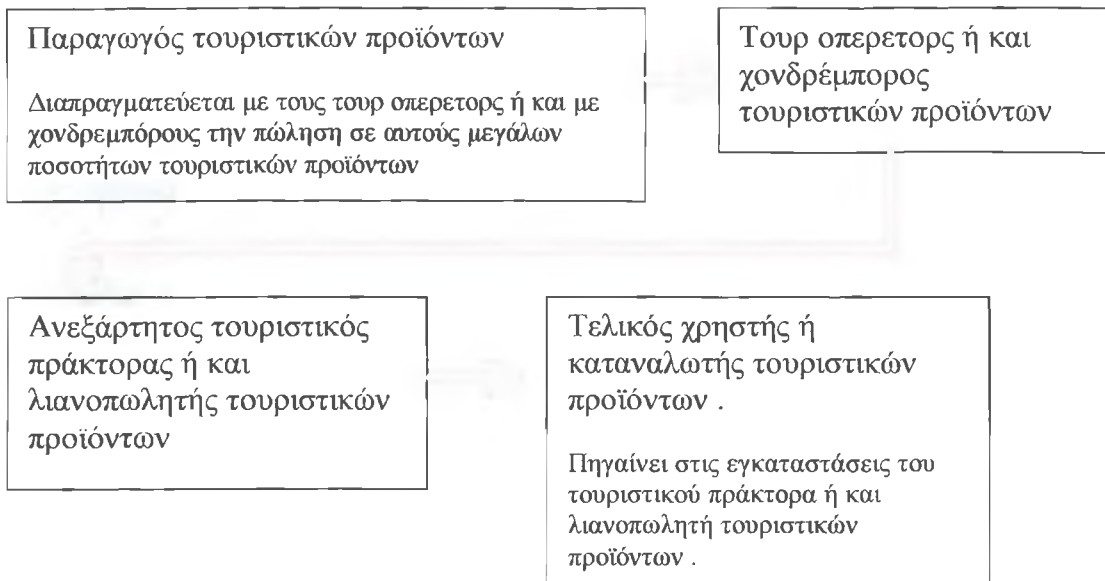 Παραγωγός τουριστικών προϊόντων
Διαπραγματεύεται με τους τουρ οπερετορς ή και με
χονδρεμπόρους την πώληση σε αυτούς μεγάλων
ποσοτήτων τουριστικών προϊόντων
Τουρ οπερετορς ή και
χονδρέμπορος
τουριστικών προϊόντων
Ανεξάρτητος τουριστικός
πράκτορας ή και
λιανοπωλητής τουριστικών
προϊόντων
Τελικός χρηστής ή
καταναλωτής τουριστικών
προϊόντων .
Πηγαίνει στις εγκαταστάσεις του
τουριστικού πράκτορα ή και
λιανοπωλητή τουριστικών
προϊόντων .